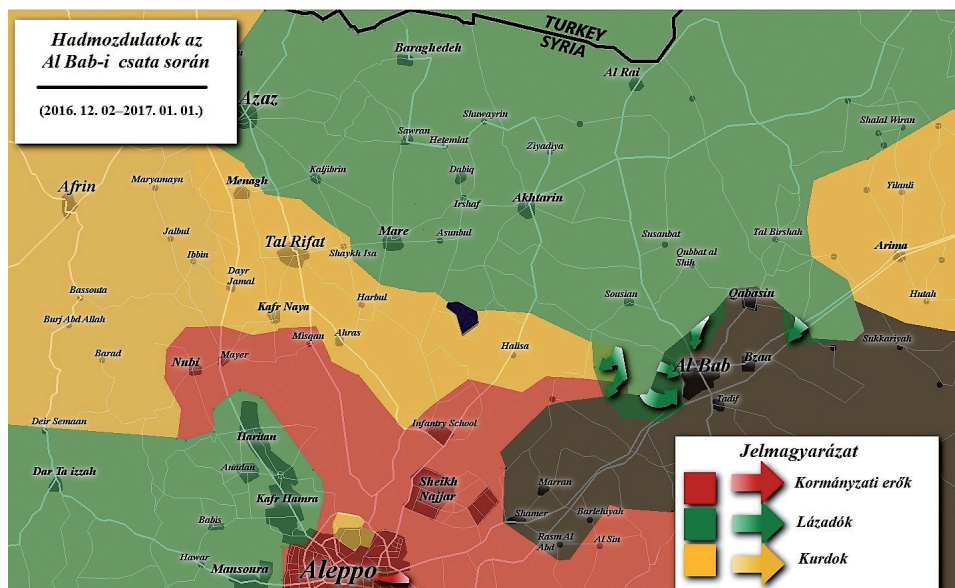 Hadmozdulatok az
Al Bab-i csata során
(2016. 12. 02–2017. 01. 01.)
TURKEY
SYRIA
Baraghedeh
Al Rai
Azaz
Shuwayrin
Shalal Wiran
Sawran
Hetemlat
Ziyadiya
Kaljibrin
Dabiq
Maryamayn
Menagh
Afrin
Yilanli
Irshaf
Akhtarin
Jalbul
Mare
Asunbul
Susanbat
Tal Birshah
Tal Rifat
Ibbin
Shaykh Isa
Qubbat al
Shih
Arima
Dayr
Jamal
Bassouta
Harbul
Sousian
Qabasin
Hutah
Kafr Naya
Burj Abd Allah
Ahras
Misqan
Halisa
Sukkariyah
Barad
Nubl
Mayer
Al Bab
Bzaa
Tadif
Deir Semaan
Infantry School
Haritan
Dar Ta izzah
Anadan
Sheikh
Najjar
Marran
Kafr Hamra
Shamer
Barlehiyah
Babis
Rasm Al
Abd
Al Sin
Hawar
Mansoura
Aleppo
Jelmagyarázat
Kormányzati erők
Lázadók
Kurdok